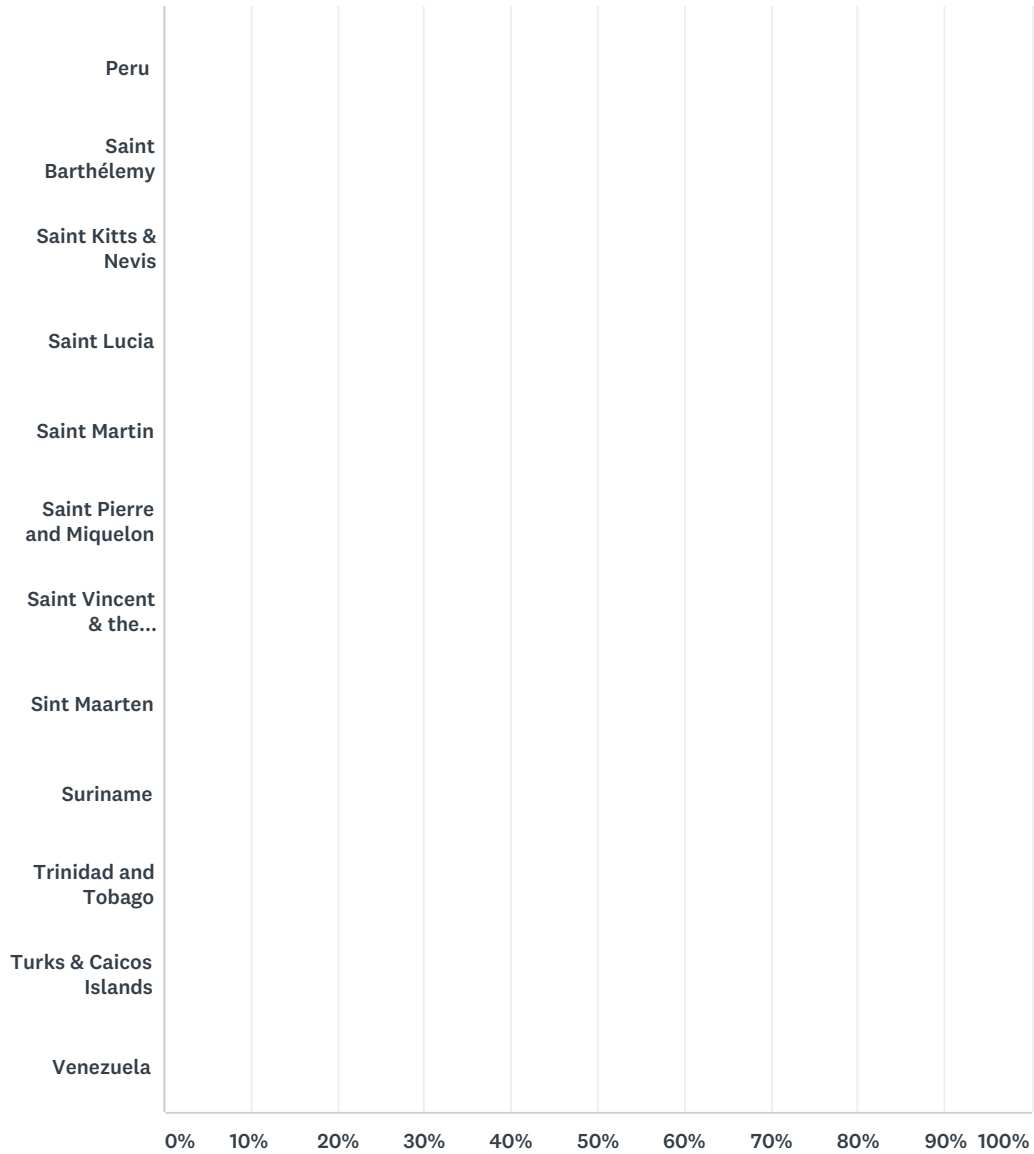 Peru
Saint
Barthélemy
Saint Kitts &
Nevis
Saint Lucia
Saint Martin
Saint Pierre
and Miquelon
Saint Vincent
& the...
Sint Maarten
Suriname
Trinidad and
Tobago
Turks & Caicos
Islands
Venezuela
0% 10% 20% 30% 40% 50% 60% 70% 80% 90% 100%